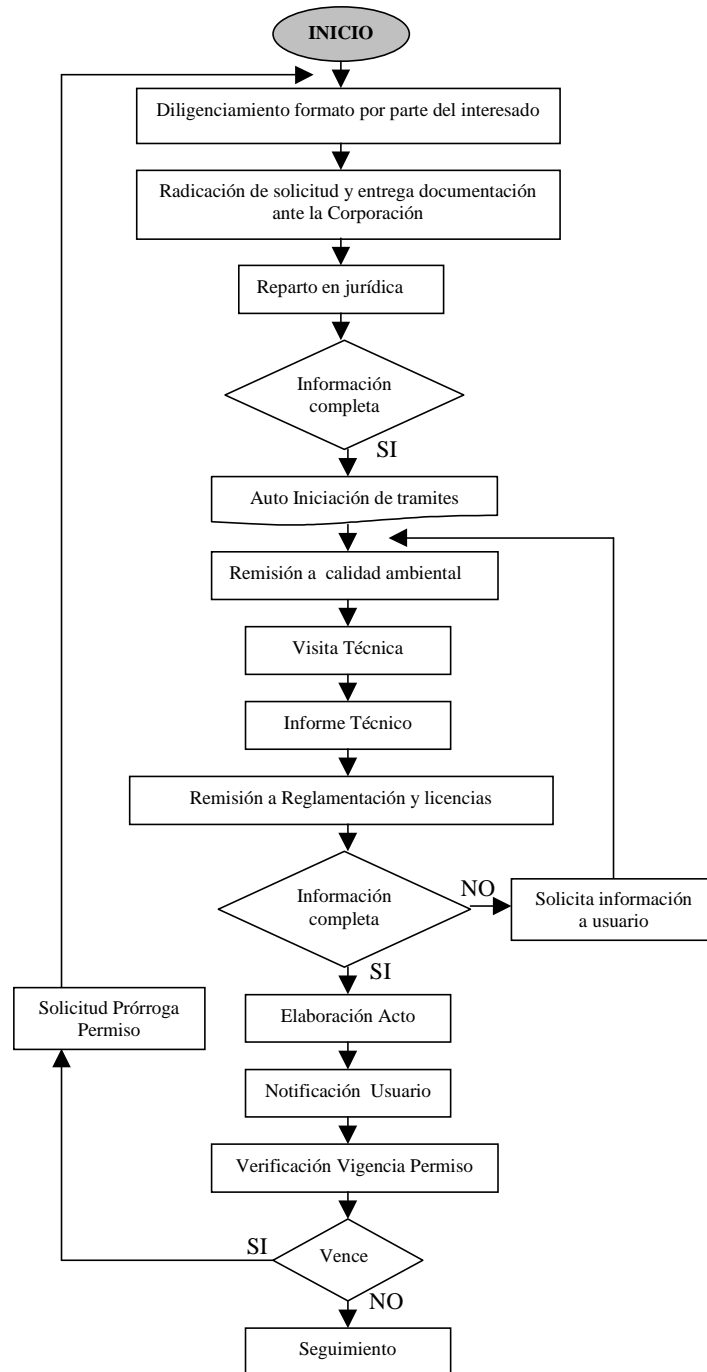 INICIO
Diligenciamiento formato por parte del interesado
Radicación de solicitud y entrega documentación
ante la Corporación
Reparto en jurídica
Información
completa
SI
Auto Iniciación de tramites
Remisión a calidad ambiental
Visita Técnica
Informe Técnico
Remisión a Reglamentación y licencias
Información
completa
NO
Solicita información
a usuario
SI
Solicitud Prórroga
Permiso
Elaboración Acto
Notificación Usuario
Verificación Vigencia Permiso
SI
Vence
NO
Seguimiento